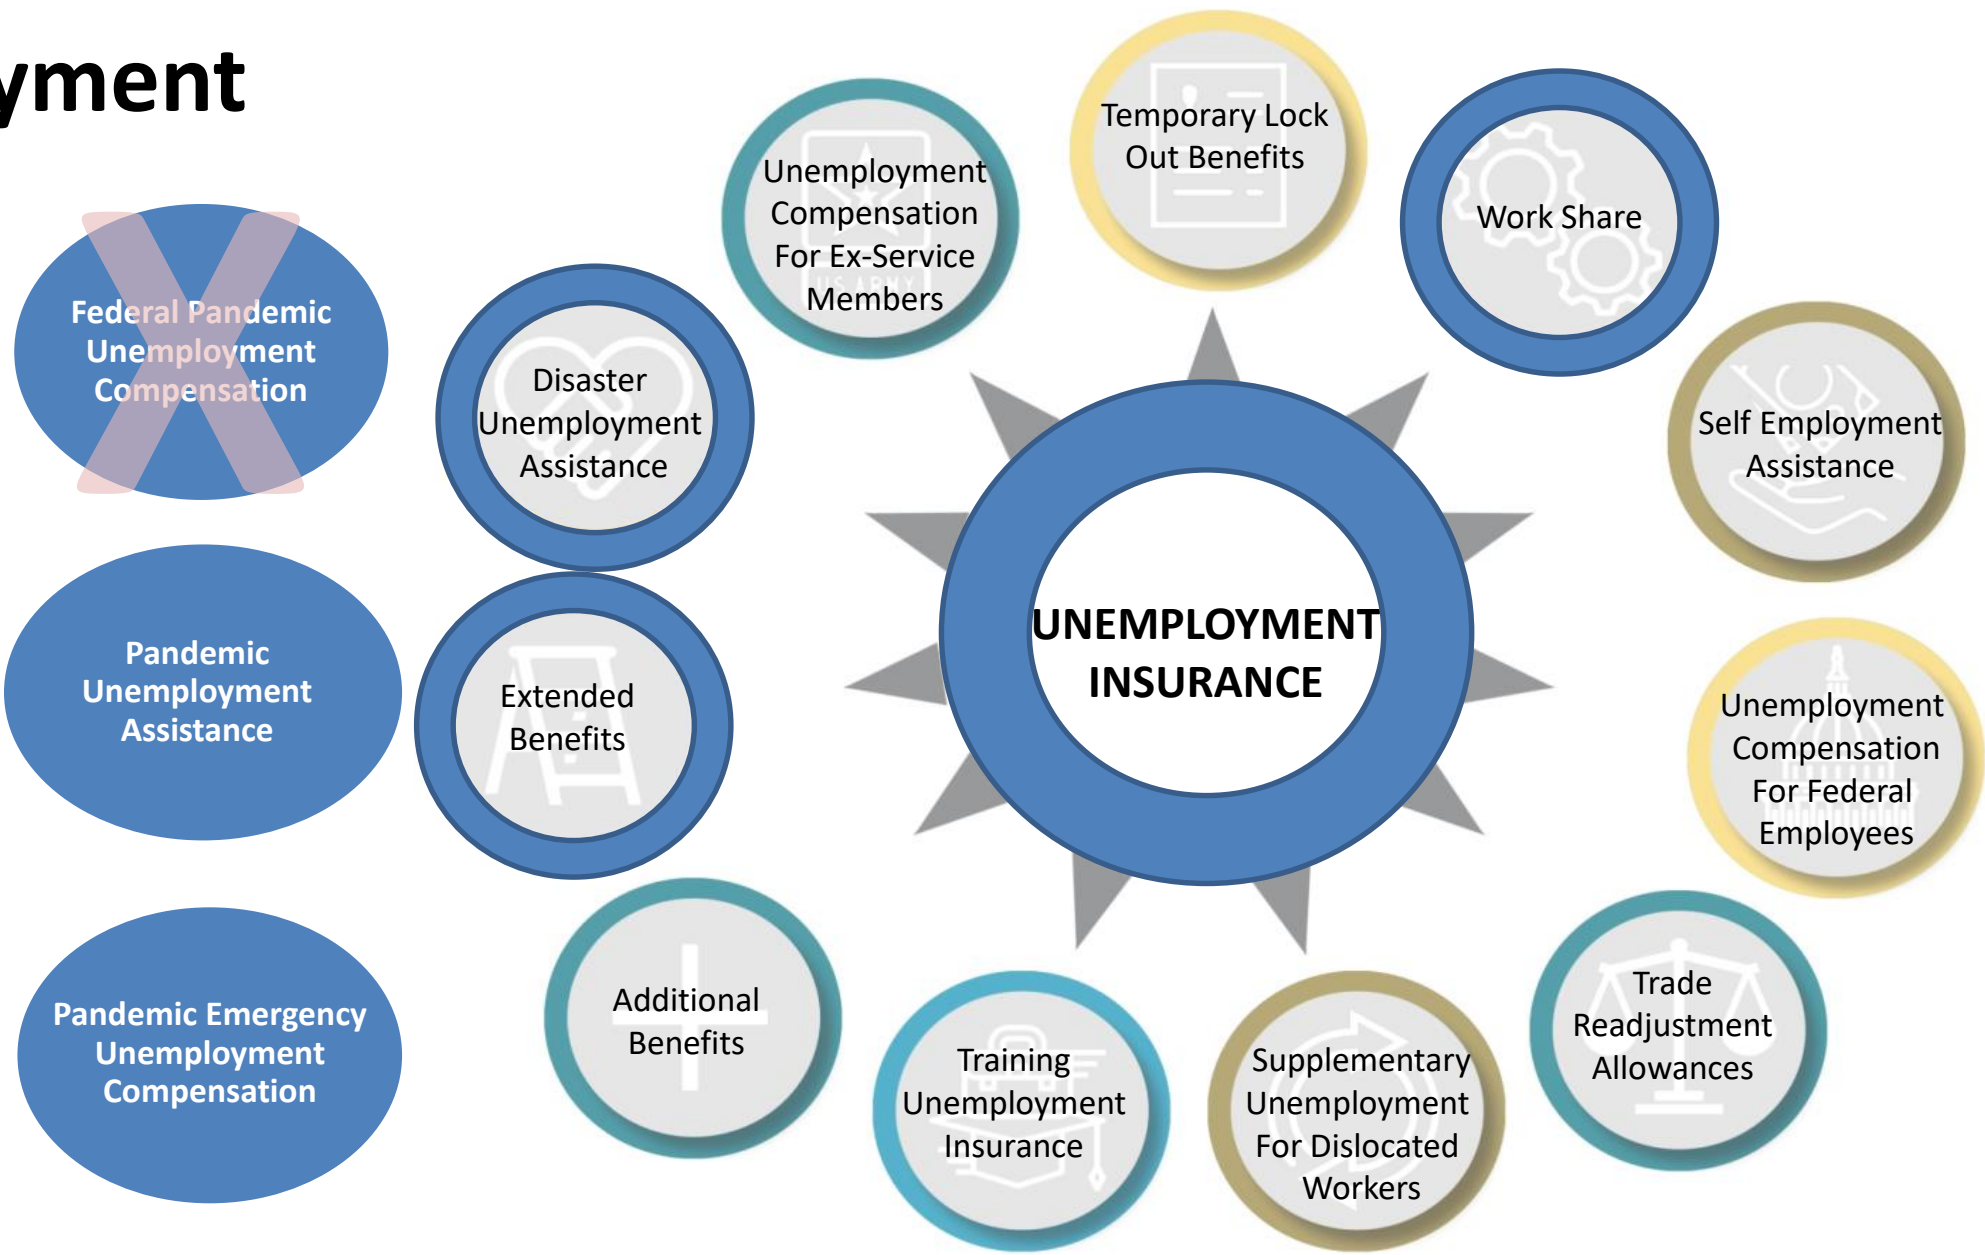 yment
Federal Pandemic
Unemployment
Compensation
Pandemic
Unemployment
Assistance
Pandemic Emergency
Unemployment
Compensation
Disaster
Unemployment
Assistance
Extended
Benefits
Additional
Benefits
Unemployment
Compensation
For Ex-Service
Members
US ARMY
Temporary Lock
Out Benefits
Work Share
Self Employment
Assistance
Unemployment
Compensation
For Federal
Employees
Trade
Readjustment
Allowances
Supplementary
Unemployment
For Dislocated
Workers
Training
Unemployment
Insurance
UNEMPLOYMENT
INSURANCE